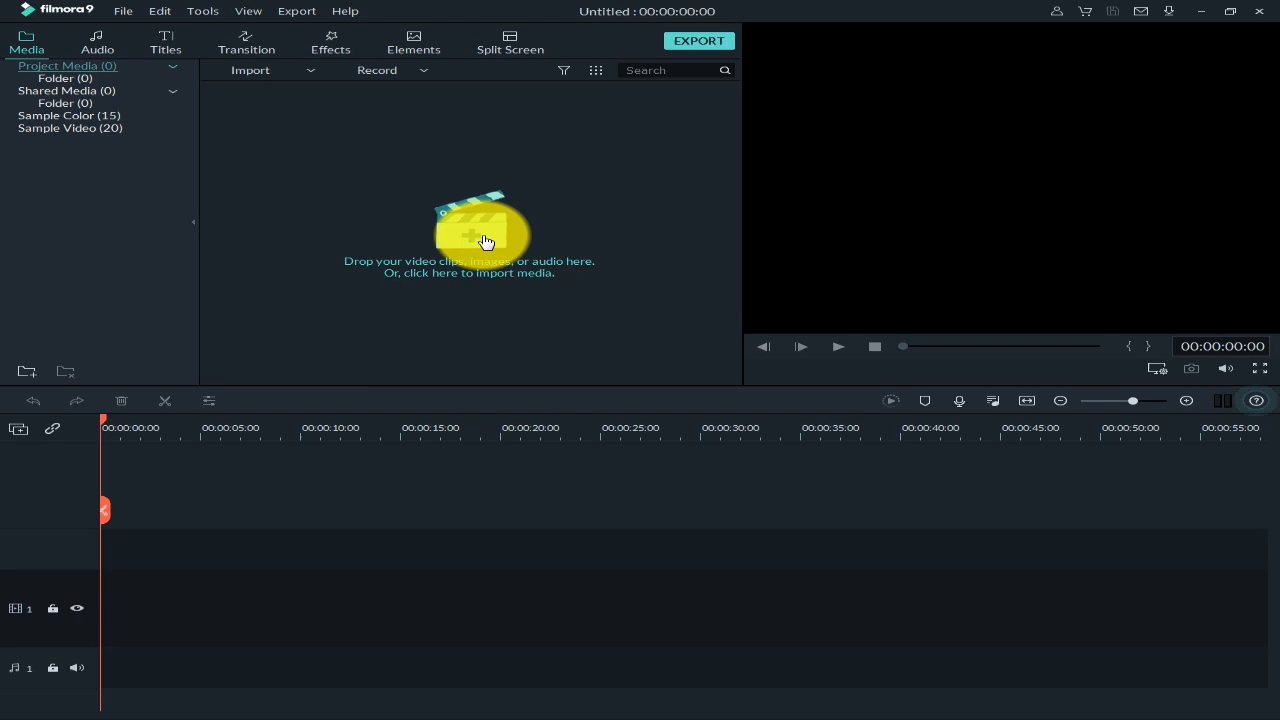 filmora9 File Edit Tools View Export Help Untitled : 00:00:00:00
Media Audio Titles Transition Effects Elements Split Screen EXPORT
Project Media (0) Import Record Search
Folder (0)
Shared Media (0)
Folder (0)
Sample Color (15)
Sample Video (20)
Drop your video clips, images, or audio here.
Or, click here to import media.
00:00:00:00
00:00:00:00 00:00:05:00 00:00:10:00 00:00:15:00 00:00:20:00 00:00:25:00 00:00:30:00 00:00:35:00 00:00:40:00 00:00:45:00 00:00:50:00 00:00:55:00
1
1